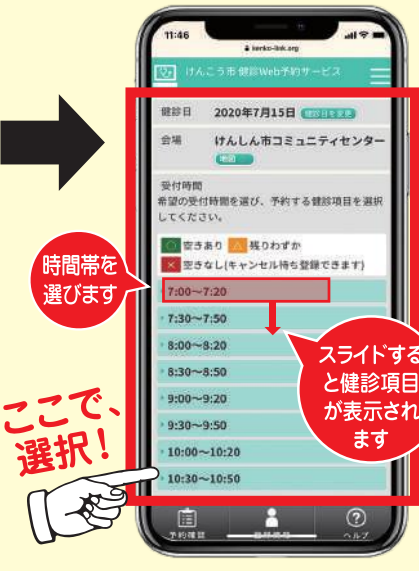 11:46
kenko-link.org
けんこう市 健診Web予約サービス
健診日 2020年7月15日 健診日を変更
会場 けんしん市コミュニティセンター
地図
受付時間
希望の受付時間を選び、予約する健診項目を選択
してください。
空きあり 残りわずか
空きなし(キャンセル待ち登録できます)
時間帯を
選びます
7:00〜7:20
7:30〜7:50
8:00〜8:20
8:30〜8:50
9:00〜9:20
9:30〜9:50
10:00〜10:20
10:30〜10:50
スライドする
と健診項目
が表示され
ます
ここで、
選択!
予約確認
ヘルプ